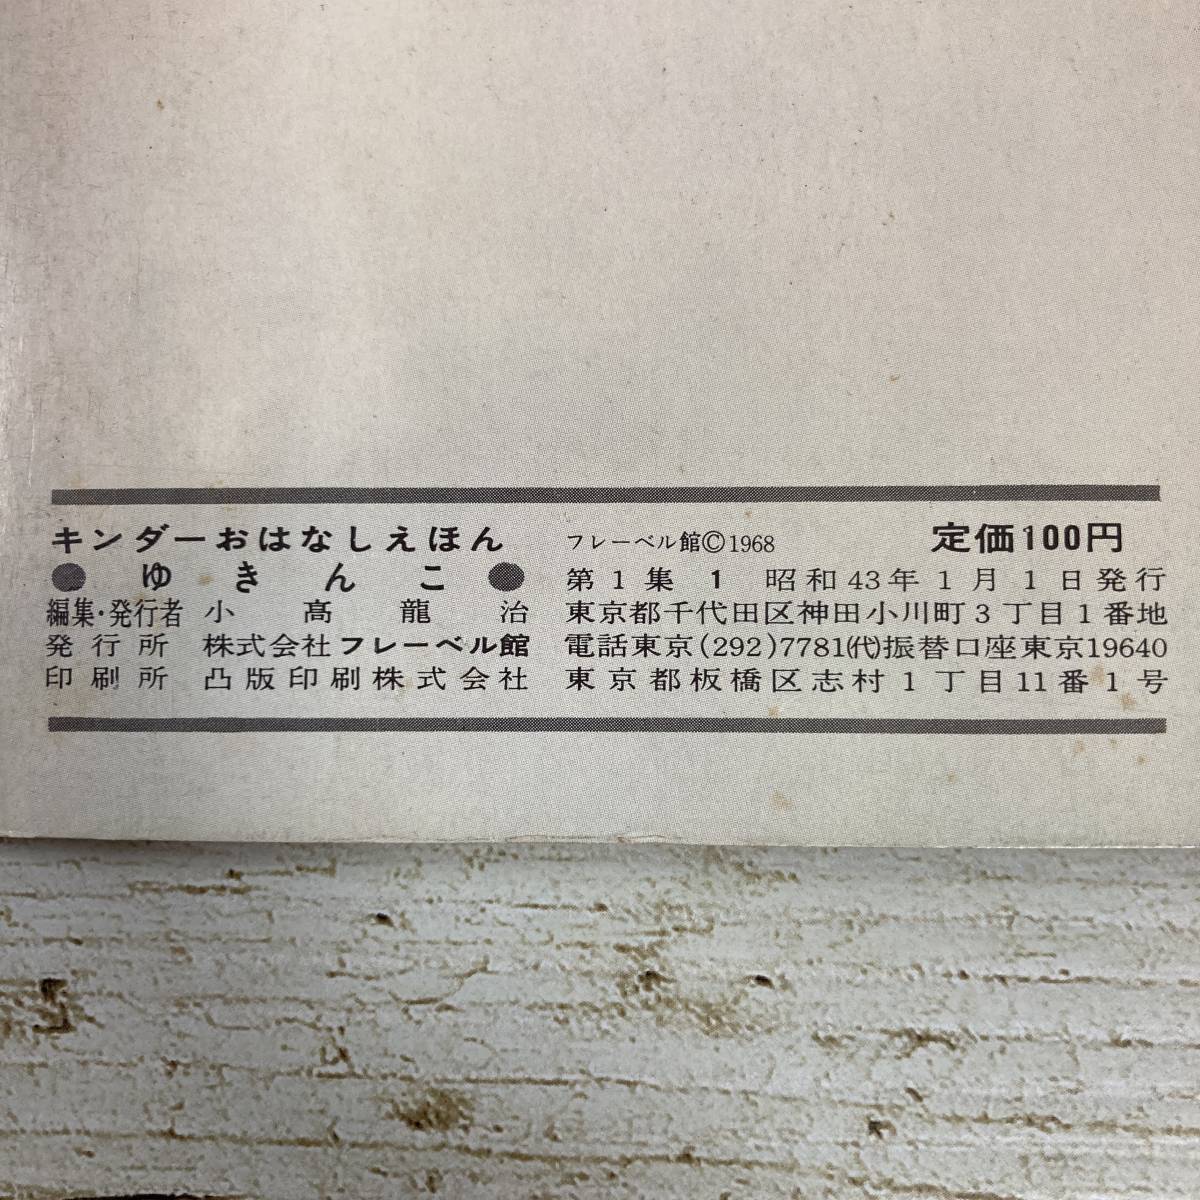 キンダーおはなしえほん フレーベル館©1968 定価100円
●ゆきんこ● 第1集 1 昭和43年1月1日発行
編集・発行者 小髙龍治 東京都千代田区神田小川町3丁目1番地
発行所 株式会社フレーベル館 電話東京(292)7781(代)振替口座東京19640
印刷所 凸版印刷株式会社 東京都板橋区志村1丁目11番1号